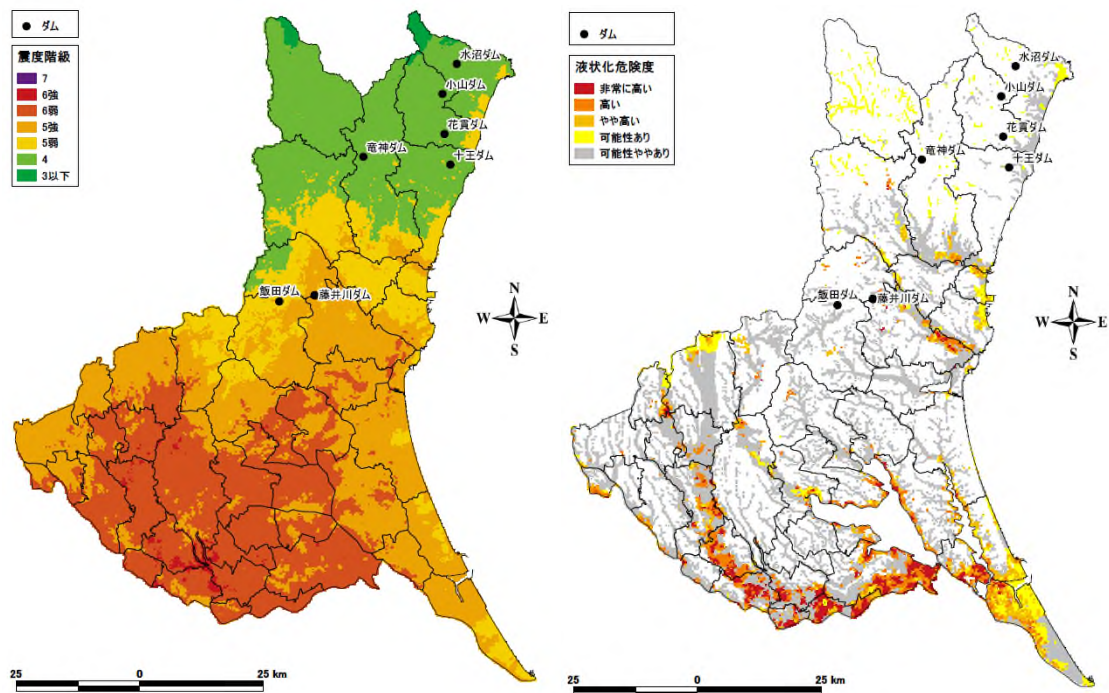 ダム
震度階級
7
6強
6弱
5強
5弱
4
3以下
水沼ダム
小山ダム
花貫ダム
竜神ダム
十王ダム
飯田ダム
藤井川ダム
N
W E
S
25 0 25 km
ダム
液状化危険度
非常に高い
高い
やや高い
可能性あり
可能性ややあり
水沼ダム
小山ダム
花貫ダム
竜神ダム
十王ダム
飯田ダム
藤井川ダム
N
W E
S
25 0 25 km